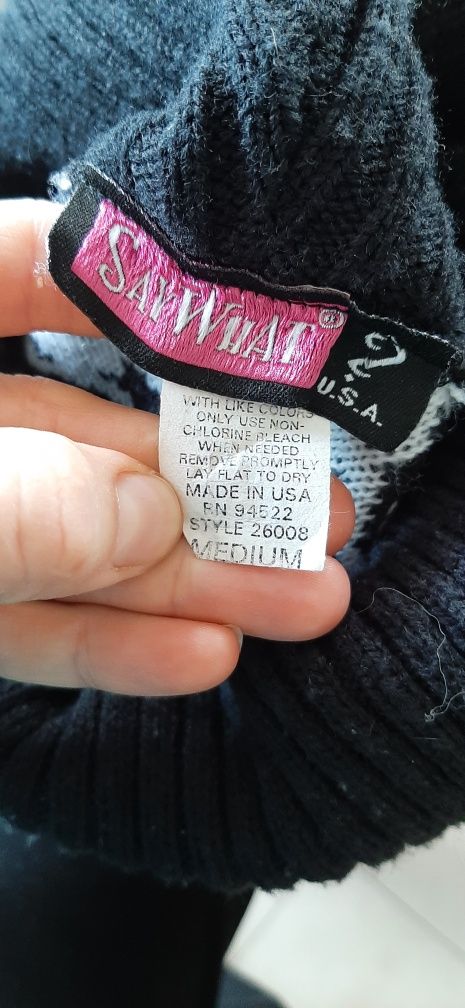 SAY WHAT®
?
U.S.A.
WITH LIKE COLORS
ONLY USE NON-
CHLORINE BLEACH
WHEN NEEDED
REMOVE PROMPTLY
LAY FLAT TO DRY
MADE IN USA
RN 94522
STYLE 26008
MEDIUM